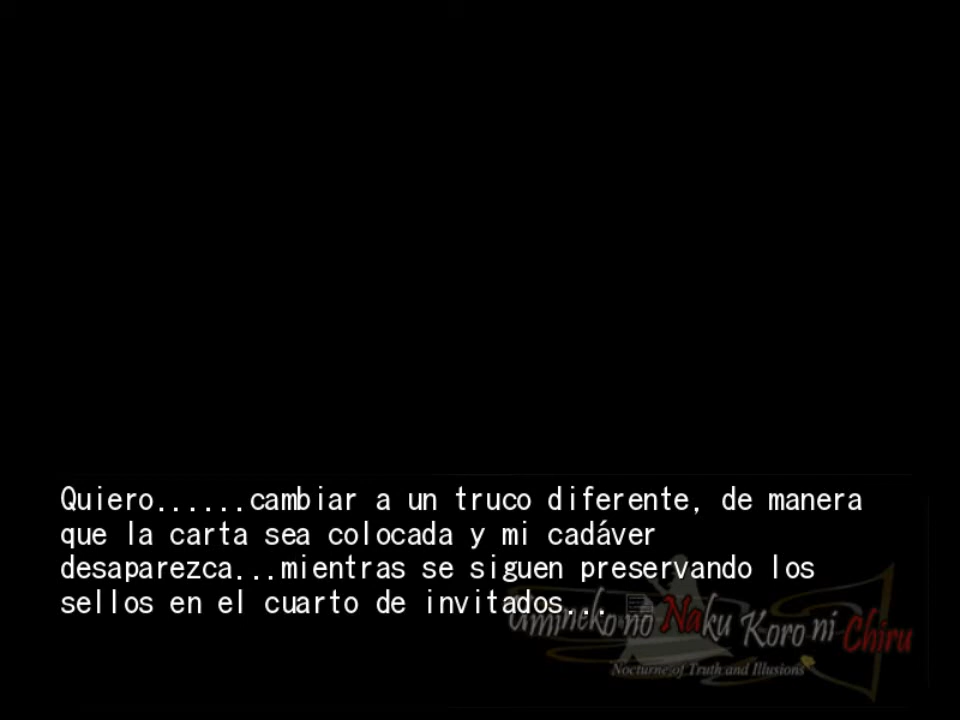 Quiero......cambiar a un truco diferente, de manera
que la carta sea colocada y mi cadáver
desaparezca...mientras se siguen preservando los
sellos en el cuarto de invitados...
Umineko no Naku Koro ni Chiru
Nocturne of Truth and Illusions